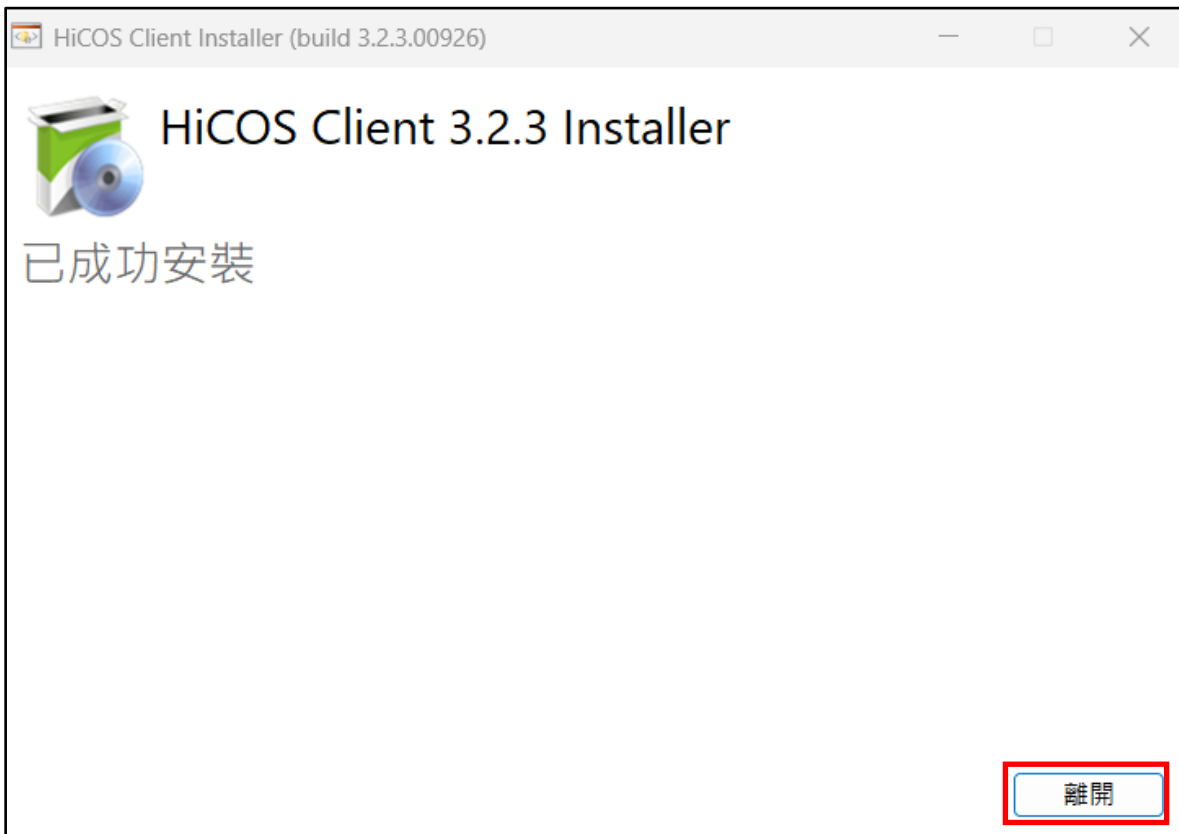 HiCOS Client Installer (build 3.2.3.00926)
HiCOS Client 3.2.3 Installer
已成功安裝
離開